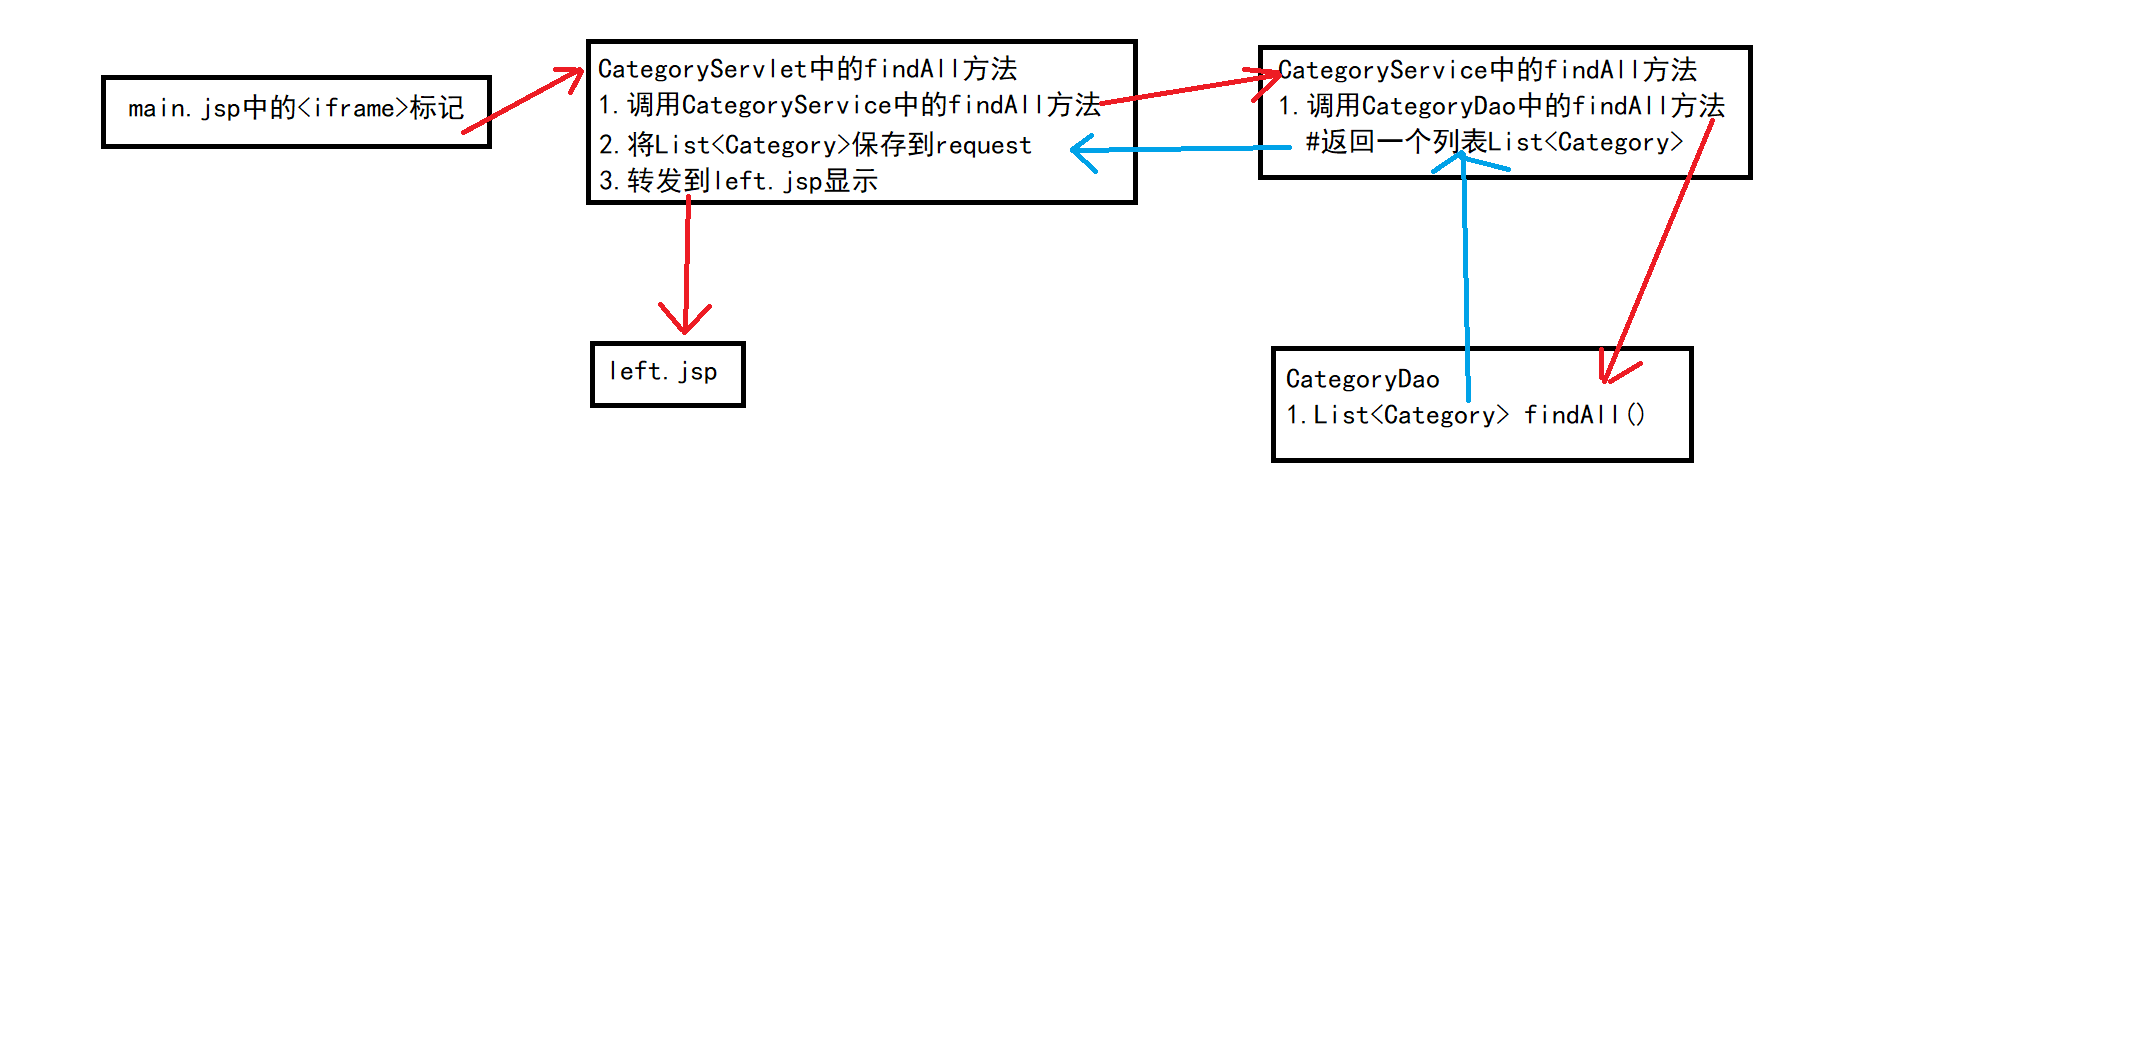 main.jsp中的<iframe>标记
CategoryServlet中的findAll方法
1.调用CategoryService中的findAll方法
2.将List<Category>保存到request
3.转发到left.jsp显示
CategoryService中的findAll方法
1.调用CategoryDao中的findAll方法
#返回一个列表List<Category>
left.jsp
CategoryDao
1.List<Category> findAll()